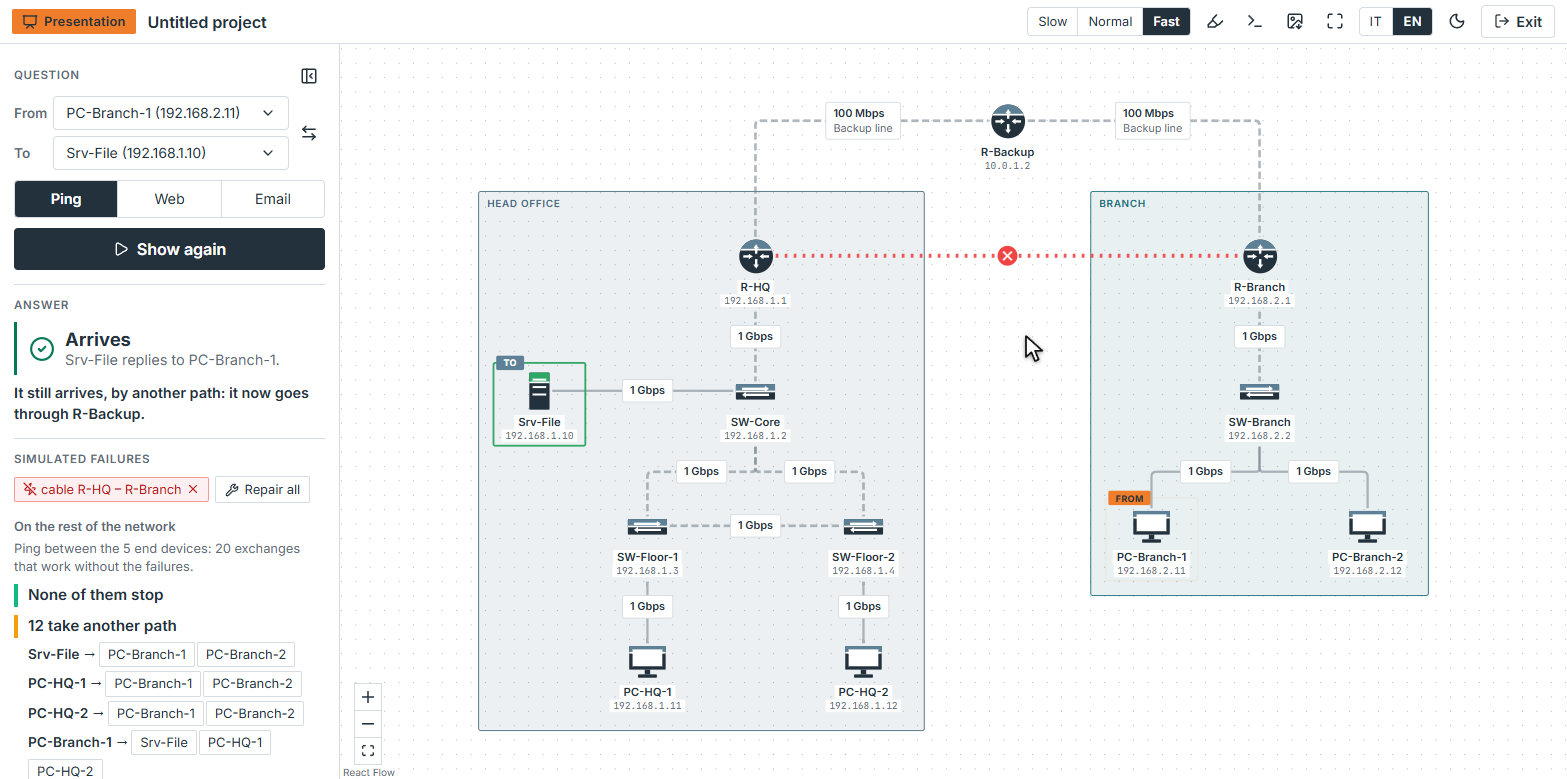 Presentation
Untitled project
Slow
Normal
Fast
IT
EN
Exit
QUESTION
From
PC-Branch-1 (192.168.2.11)
To
Srv-File (192.168.1.10)
Ping
Web
Email
Show again
ANSWER
Arrives
Srv-File replies to PC-Branch-1.
It still arrives, by another path: it now goes
through R-Backup.
SIMULATED FAILURES
cable R-HQ – R-Branch
Repair all
On the rest of the network
Ping between the 5 end devices: 20 exchanges
that work without the failures.
None of them stop
12 take another path
Srv-File → PC-Branch-1 PC-Branch-2
PC-HQ-1 → PC-Branch-1 PC-Branch-2
PC-HQ-2 → PC-Branch-1 PC-Branch-2
PC-Branch-1 → Srv-File PC-HQ-1
PC-HQ-2
100 Mbps
Backup line
R-Backup
10.0.1.2
100 Mbps
Backup line
HEAD OFFICE
R-HQ
192.168.1.1
1 Gbps
TO
Srv-File
192.168.1.10
1 Gbps
SW-Core
192.168.1.2
1 Gbps
1 Gbps
SW-Floor-1
192.168.1.3
1 Gbps
SW-Floor-2
192.168.1.4
1 Gbps
1 Gbps
PC-HQ-1
192.168.1.11
PC-HQ-2
192.168.1.12
BRANCH
R-Branch
192.168.2.1
1 Gbps
SW-Branch
192.168.2.2
1 Gbps
1 Gbps
FROM
PC-Branch-1
192.168.2.11
PC-Branch-2
192.168.2.12
React Flow